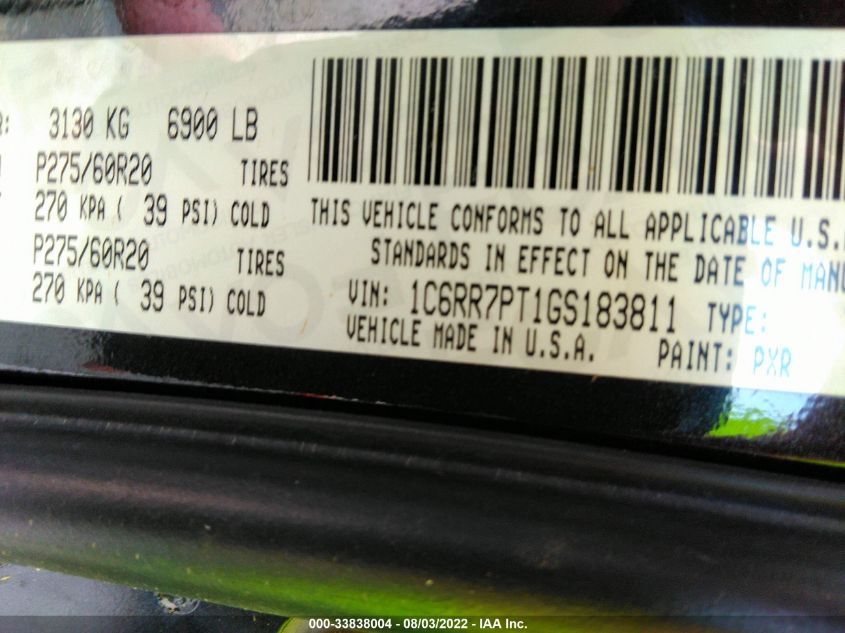 3130 KG 6900 LB
P275/60R20 TIRES
270 KPA ( 39 PSI) COLD
P275/60R20 TIRES
270 KPA ( 39 PSI) COLD
THIS VEHICLE CONFORMS TO ALL APPLICABLE U.S.
STANDARDS IN EFFECT ON THE DATE OF MANU
VIN: 1C6RR7PT1GS183811 TYPE:
VEHICLE MADE IN U.S.A. PAINT: PXR
000-33838004 - 08/03/2022 - IAA Inc.